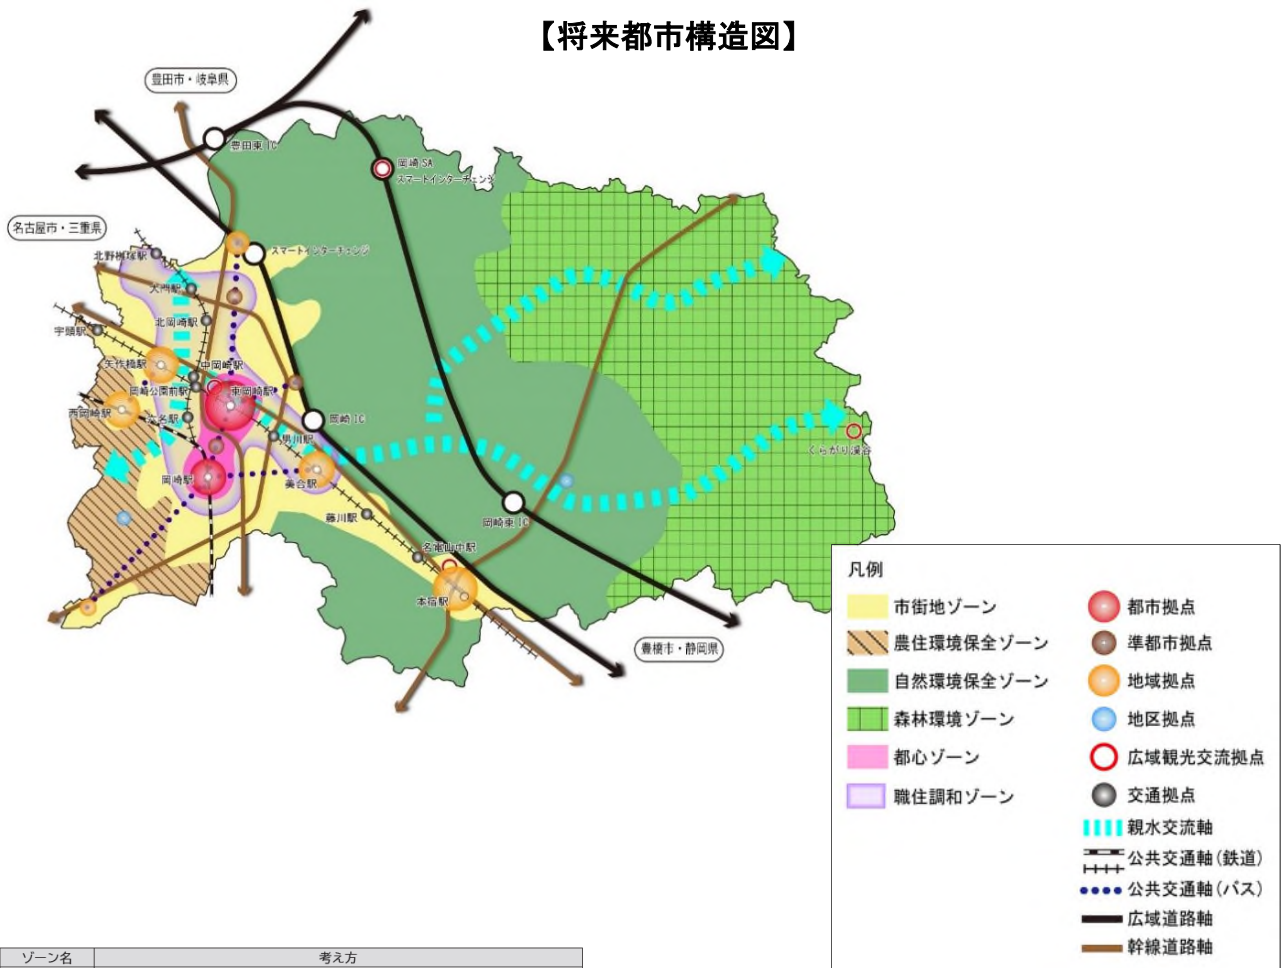 【将来都市構造図】
豊田市・岐阜県
豊田東IC
岡崎SA
スマートインターチェンジ
名古屋市・三重県
スマートインターチェンジ
北野桝塚駅
大門駅
北岡崎駅
宇頭駅
矢作橋駅
中岡崎駅
岡崎公園前駅
東岡崎駅
西岡崎駅
六名駅
岡崎IC
男川駅
くらがり渓谷
岡崎駅
美合駅
藤川駅
岡崎東IC
名電山中駅
本宿駅
豊橋市・静岡県
凡例
市街地ゾーン
農住環境保全ゾーン
自然環境保全ゾーン
森林環境ゾーン
都心ゾーン
職住調和ゾーン
都市拠点
準都市拠点
地域拠点
地区拠点
広域観光交流拠点
交通拠点
親水交流軸
公共交通軸(鉄道)
公共交通軸(バス)
広域道路軸
幹線道路軸
ゾーン名
考え方